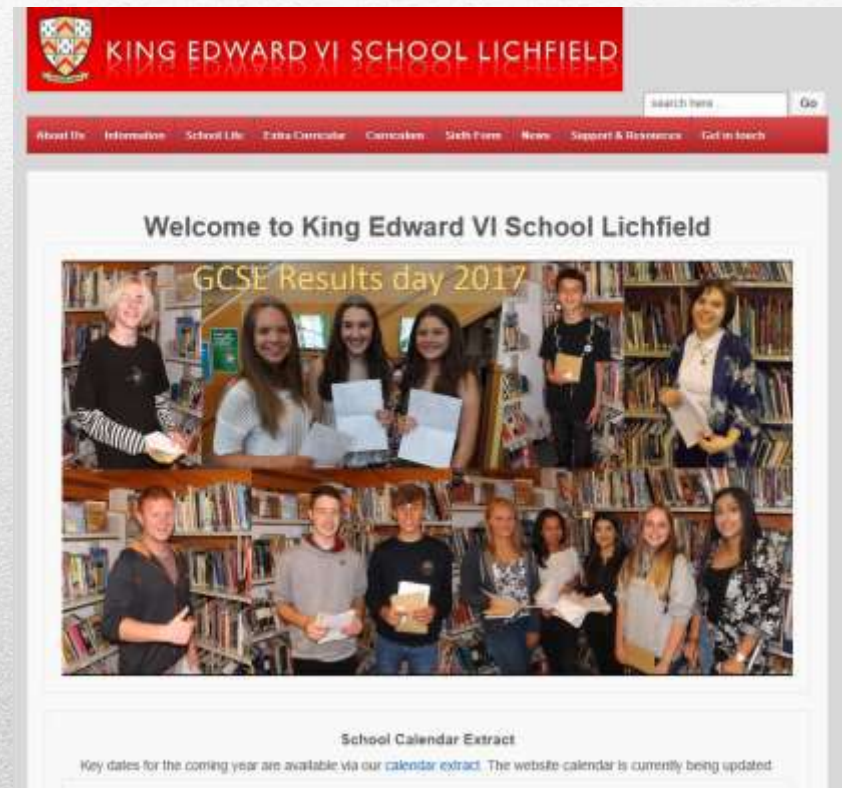 KING EDWARD VI SCHOOL LICHFIELD
search here Go
About Us Information School Life Extra Curricular Curriculum Sixth Form News Support & Resources Get in touch
Welcome to King Edward VI School Lichfield
GCSE Results day 2017
School Calendar Extract
Key dates for the coming year are available via our calendar extract. The website calendar is currently being updated